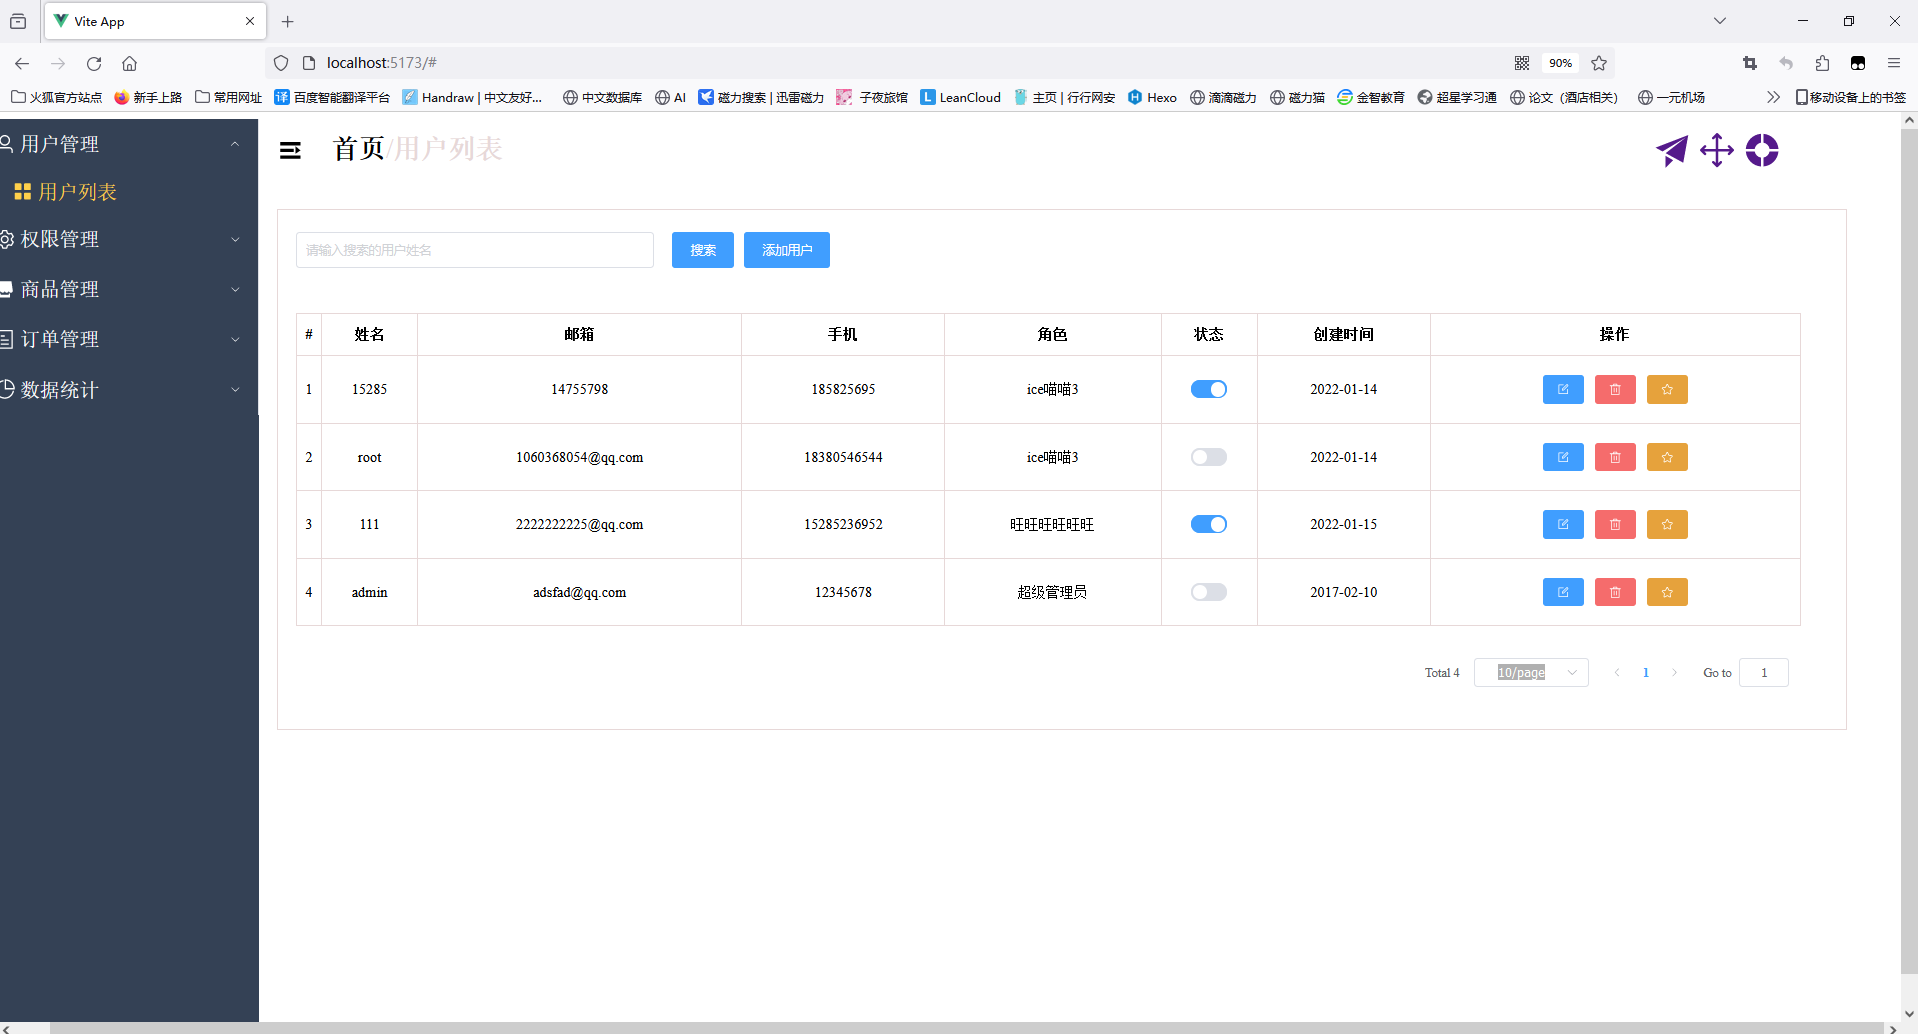 Vite App
localhost:5173/#
90%
火狐官方站点 新手上路 常用网址 译 百度智能翻译平台 Handraw | 中文友好... 中文数据库 AI 磁力搜索 | 迅雷磁力 子夜旅馆 L LeanCloud 主页 | 行行网安 H Hexo 滴滴磁力 磁力猫 金智教育 超星学习通 论文（酒店相关） 一元机场 移动设备上的书签
用户管理
用户列表
权限管理
商品管理
订单管理
数据统计
首页/用户列表
请输入搜索的用户姓名 搜索 添加用户
# 姓名 邮箱 手机 角色 状态 创建时间 操作
1 15285 14755798 185825695 ice喵喵3 2022-01-14
2 root 1060368054@qq.com 18380546544 ice喵喵3 2022-01-14
3 111 2222222225@qq.com 15285236952 旺旺旺旺旺旺 2022-01-15
4 admin adsfad@qq.com 12345678 超级管理员 2017-02-10
Total 4 10/page 1 Go to 1